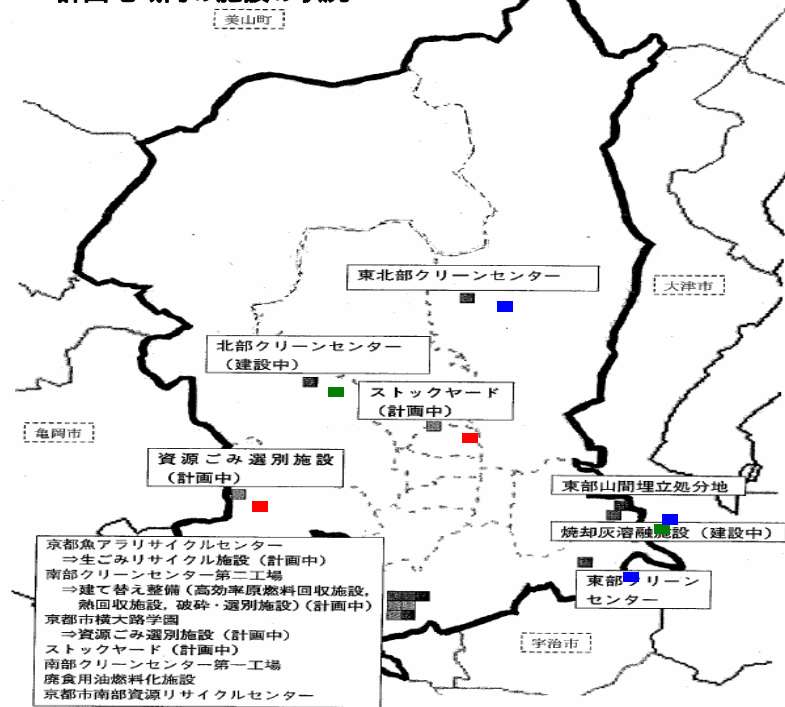 美山町
東北部クリーンセンター
大津市
北部クリーンセンター
(建設中)
ストックヤード
(計画中)
亀岡市
資源ごみ選別施設
(計画中)
東部山間埋立処分地
焼却灰溶融施設(建設中)
東部クリーン
センター
京都魚アラリサイクルセンター
⇒生ごみリサイクル施設(計画中)
南部クリーンセンター第二工場
⇒建て替え整備(高効率原燃料回収施設,
熱回収施設,破砕・選別施設)(計画中)
京都市横大路学園
⇒資源ごみ選別施設(計画中)
ストックヤード(計画中)
南部クリーンセンター第一工場
廃食用油燃料化施設
京都市南部資源リサイクルセンター
宇治市